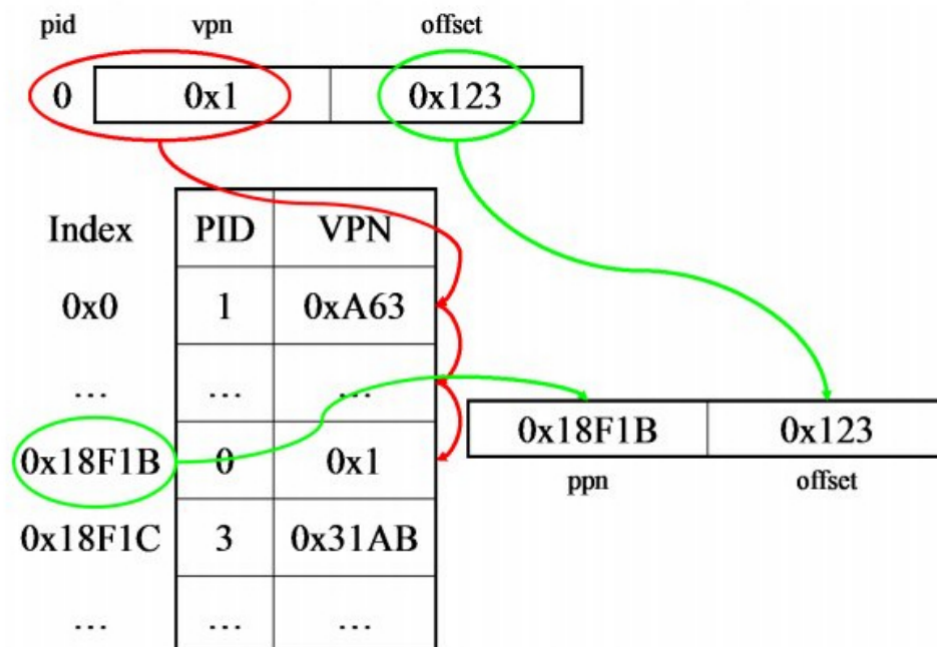 pid vpn offset
0 0x1 0x123
Index PID VPN
0x0 1 0xA63
... ... ...
0x18F1B 0 0x1
0x18F1B 0x123
ppn offset
0x18F1C 3 0x31AB
... ... ...